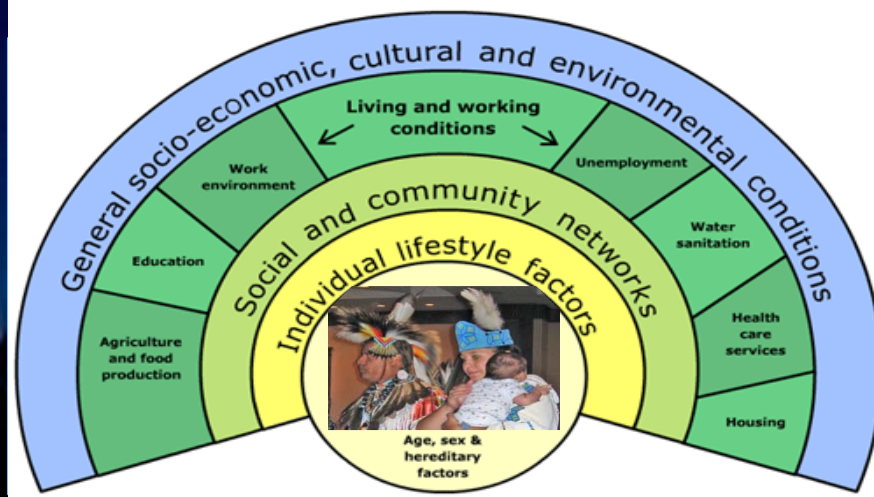 General socio-economic, cultural and environmental conditions
Living and working
conditions
Work
environment
Unemployment
Education
Water
sanitation
Agriculture
and food
production
Health
care
services
Housing
Social and community networks
Individual lifestyle factors
Age, sex &
hereditary
factors